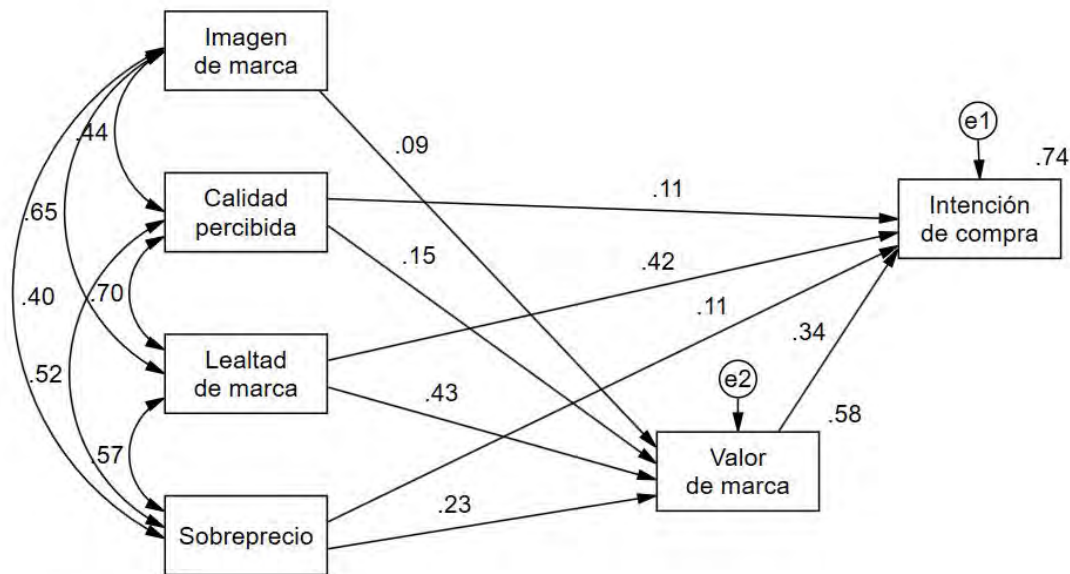 Imagen
de marca
.44
.09
e1
.74
Calidad
percibida
.11
Intención
de compra
.65
.15
.42
.40
.70
.11
.34
Lealtad
de marca
e2
.52
.43
.58
.57
Valor
de marca
.23
Sobreprecio